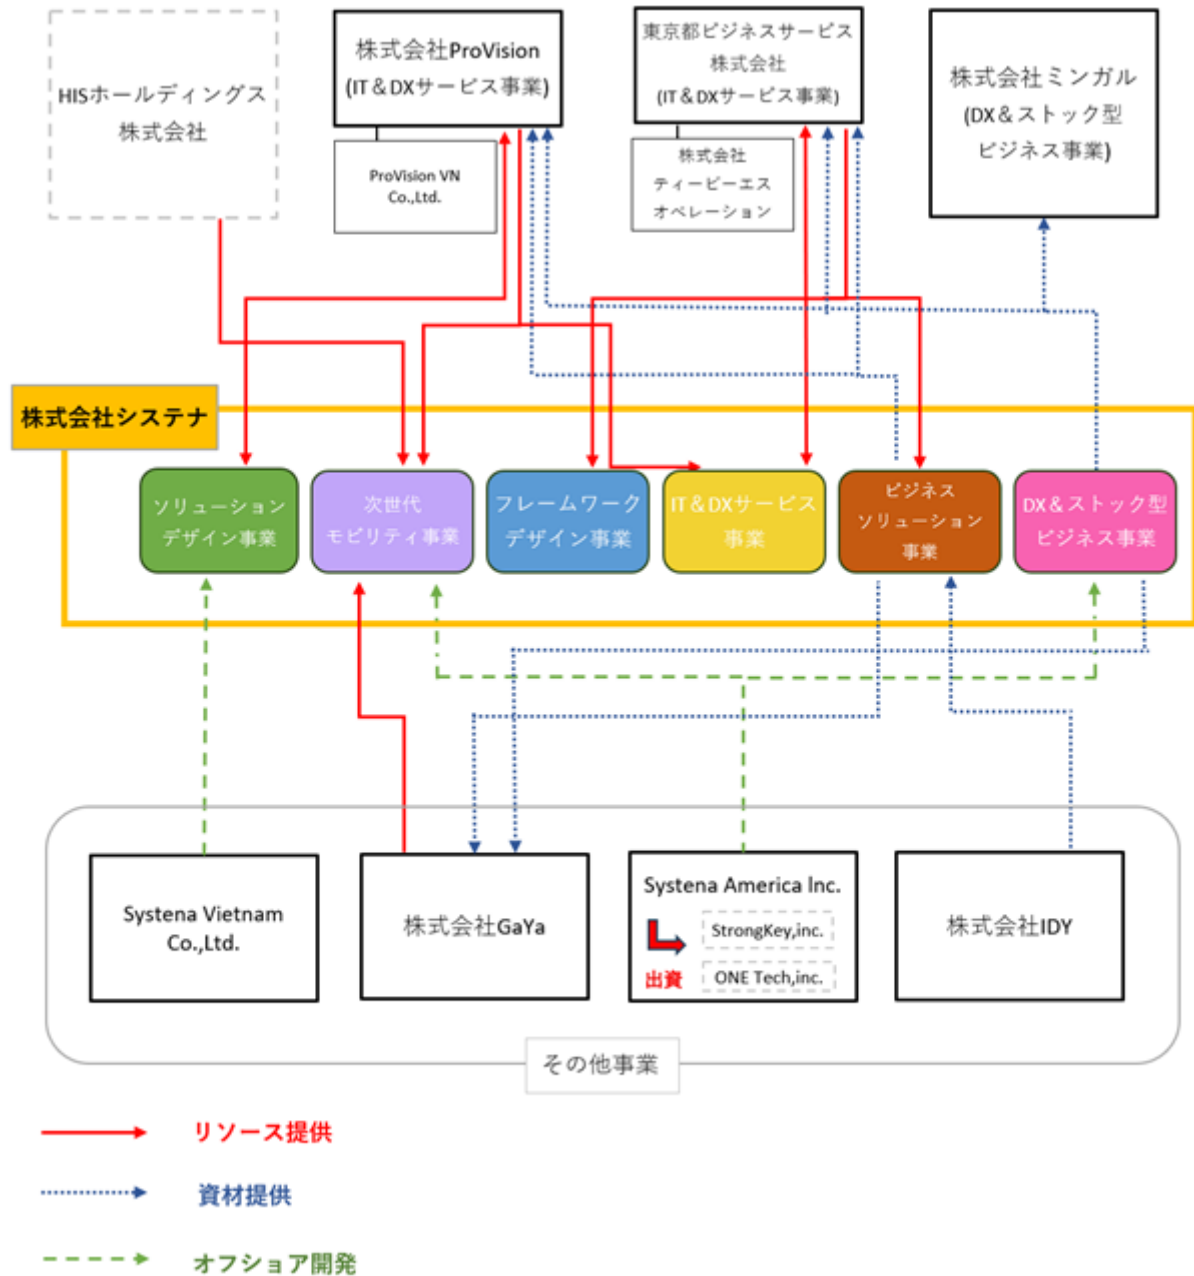 HISホールディングス
株式会社
株式会社ProVision
(IT＆DXサービス事業)
ProVision VN
Co.,Ltd.
東京都ビジネスサービス
株式会社
(IT＆DXサービス事業)
株式会社
ティービーエス
オペレーション
株式会社ミンガル
(DX＆ストック型
ビジネス事業)
株式会社システナ
ソリューション
デザイン事業
次世代
モビリティ事業
フレームワーク
デザイン事業
IT＆DXサービス
事業
ビジネス
ソリューション
事業
DX＆ストック型
ビジネス事業
Systena Vietnam
Co.,Ltd.
株式会社GaYa
Systena America Inc.
StrongKey,inc.
出資
ONE Tech,inc.
株式会社IDY
その他事業
リソース提供
資材提供
オフショア開発